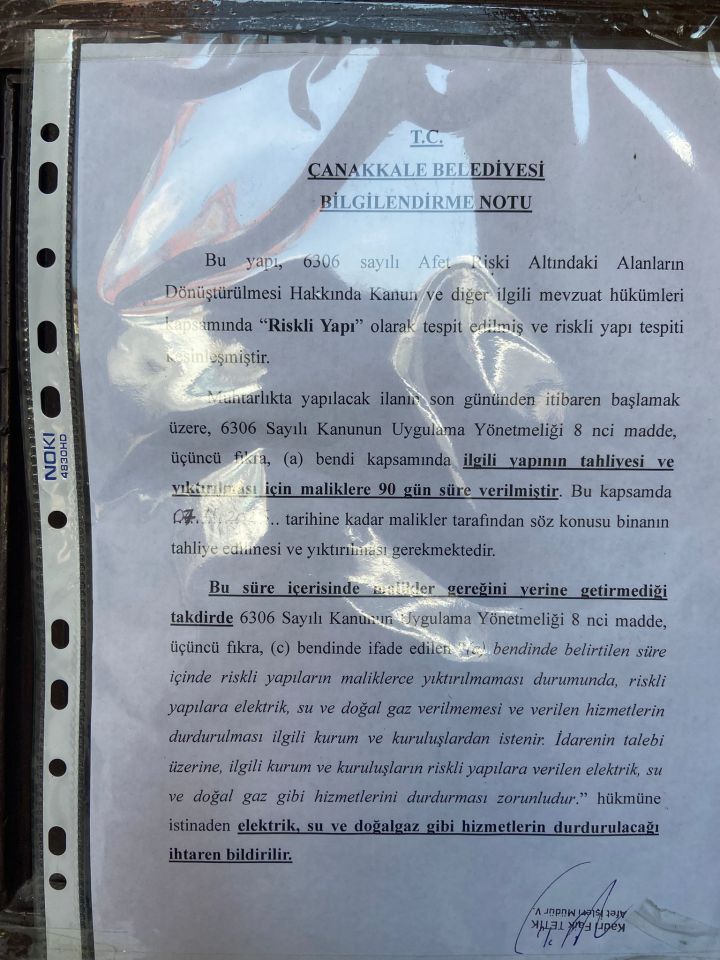 T.C.
ÇANAKKALE BELEDİYESİ
BİLGİLENDİRME NOTU
Bu yapı, 6306 sayılı Afet Riski Altındaki Alanların
Dönüştürülmesi Hakkında Kanun ve diğer ilgili mevzuat hükümleri
kapsamında “Riskli Yapı” olarak tespit edilmiş ve riskli yapı tespiti
kesinleşmiştir.
Muhtarlıkta yapılacak ilanın son gününden itibaren başlamak
üzere, 6306 Sayılı Kanunun Uygulama Yönetmeliği 8 nci madde,
üçüncü fıkra, (a) bendi kapsamında ilgili yapının tahliyesi ve
yıktırılması için maliklere 90 gün süre verilmiştir. Bu kapsamda
tarihine kadar malikler tarafından söz konusu binanın
tahliye edilmesi ve yıktırılması gerekmektedir.
Bu süre içerisinde malikler gereğini yerine getirmediği
takdirde 6306 Sayılı Kanunun Uygulama Yönetmeliği 8 nci madde,
üçüncü fıkra, (c) bendinde ifade edilen “(c) bendinde belirtilen süre
içinde riskli yapıların maliklerce yıktırılmaması durumunda, riskli
yapılara elektrik, su ve doğal gaz verilmemesi ve verilen hizmetlerin
durdurulması ilgili kurum ve kuruluşlardan istenir. İdarenin talebi
üzerine, ilgili kurum ve kuruluşların riskli yapılara verilen elektrik, su
ve doğal gaz gibi hizmetlerini durdurması zorunludur.” hükmüne
istinaden elektrik, su ve doğalgaz gibi hizmetlerin durdurulacağı
ihtaren bildirilir.
Kadri Faik TETİK
Afet İşleri Müdür V.
NOKI
4830HD